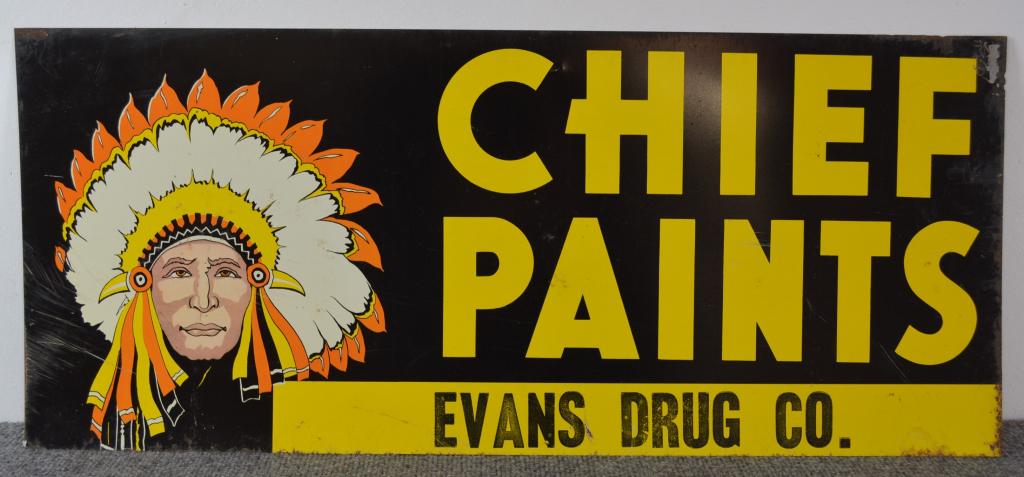 CHIEF
PAINTS
EVANS DRUG CO.